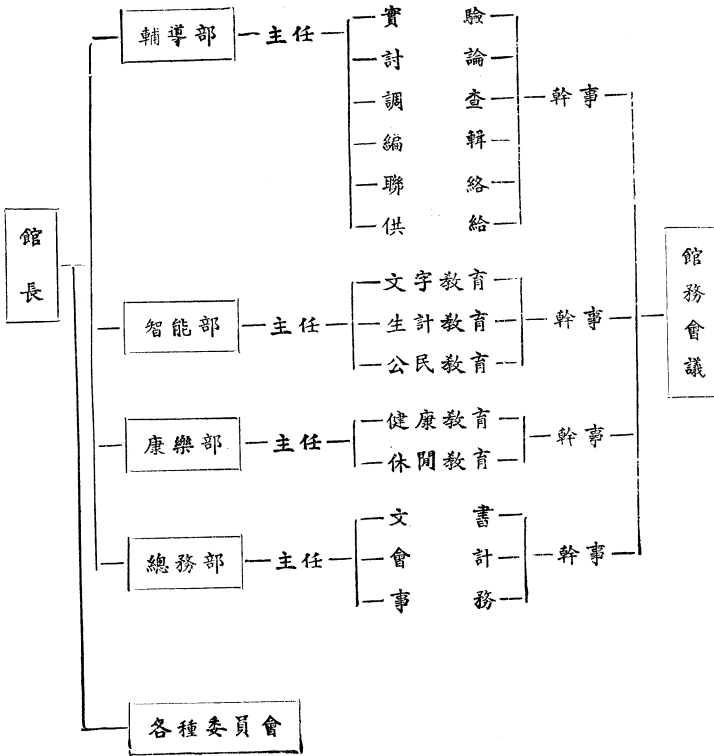 館長
輔導部 主任 幹事
實驗
討論
調查
編輯
聯絡
供給
智能部 主任 幹事
文字教育
生計教育
公民教育
康樂部 主任 幹事
健康教育
休閒教育
總務部 主任 幹事
文書
會計
事務
各種委員會
館務會議